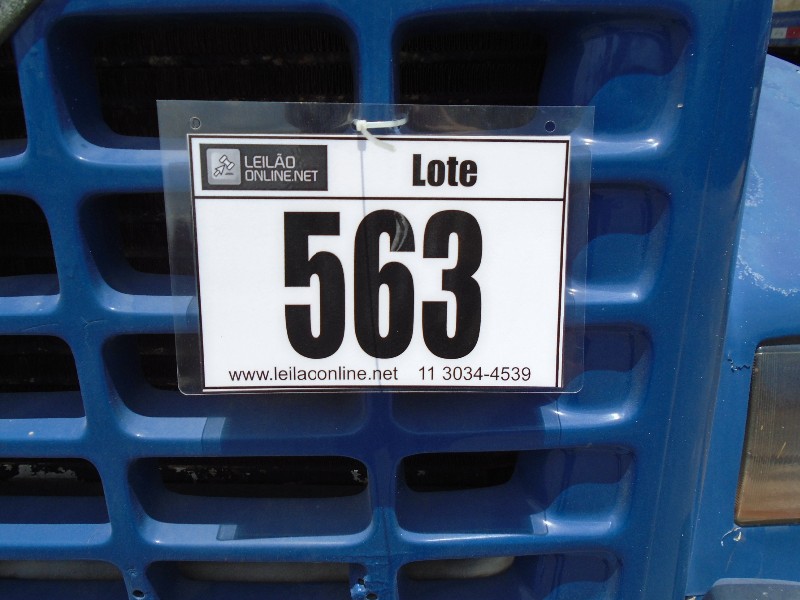 LEILÃO
ONLINE.NET
Lote
563
www.leilaconline.net 11 3034-4539